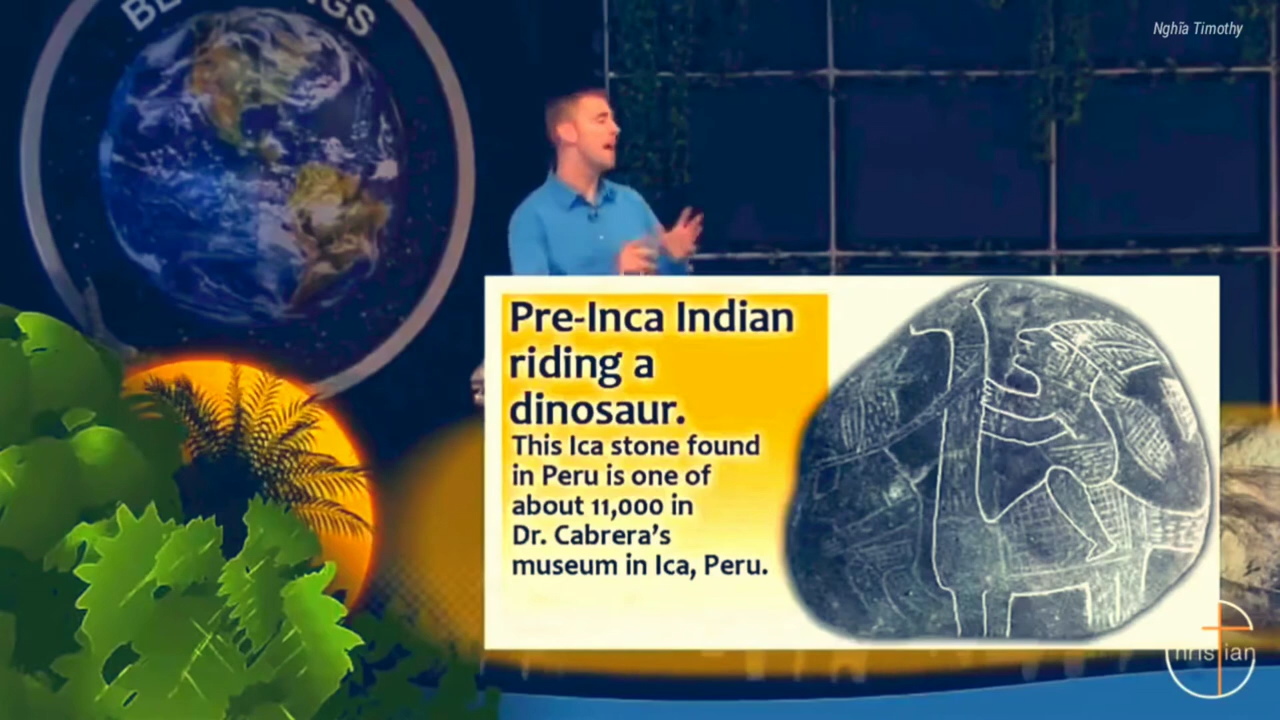 Nghĩa Timothy
Pre-Inca Indian
riding a
dinosaur.
This Ica stone found
in Peru is one of
about 11,000 in
Dr. Cabrera's
museum in Ica, Peru.